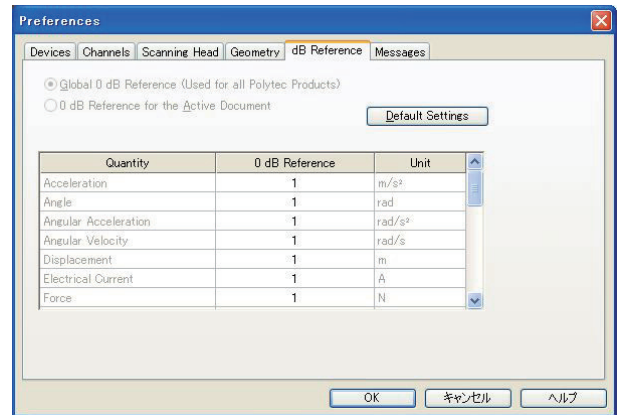 Preferences
Devices Channels Scanning Head Geometry dB Reference Messages
Global 0 dB Reference (Used for all Polytec Products)
0 dB Reference for the Active Document
Default Settings
Quantity 0 dB Reference Unit
Acceleration 1 m/s²
Angle 1 rad
Angular Acceleration 1 rad/s²
Angular Velocity 1 rad/s
Displacement 1 m
Electrical Current 1 A
Force 1 N
OK キャンセル ヘルプ